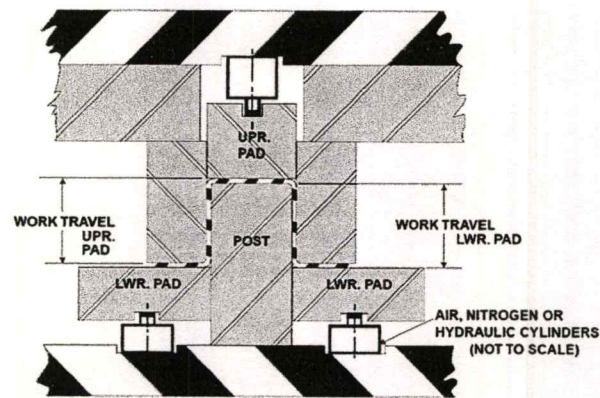 UPR.
PAD
WORK TRAVEL
UPR.
PAD
POST
WORK TRAVEL
LWR. PAD
LWR. PAD
LWR. PAD
AIR, NITROGEN OR
HYDRAULIC CYLINDERS
(NOT TO SCALE)